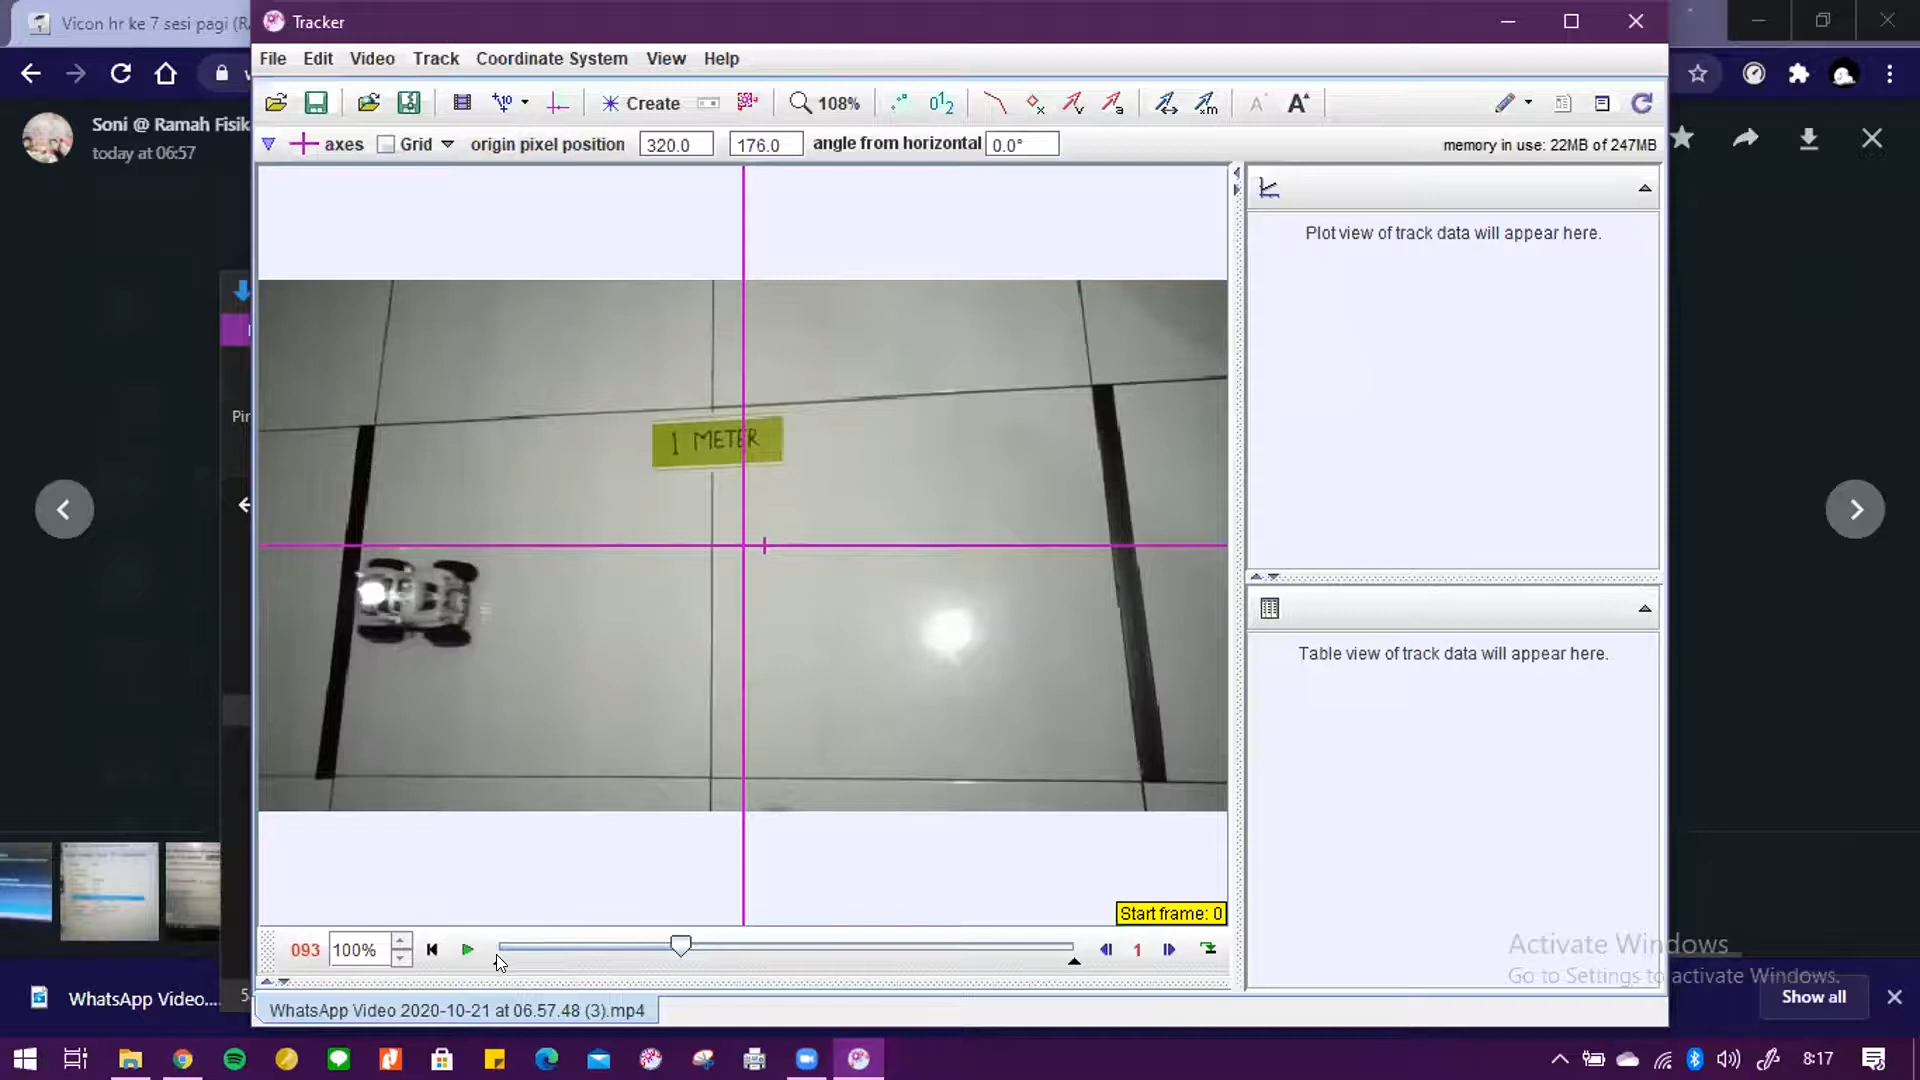 Vicon hr ke 7 sesi pagi (R
Tracker
File Edit Video Track Coordinate System View Help
Create 108%
axes Grid origin pixel position 320.0 176.0 angle from horizontal 0.0°
memory in use: 22MB of 247MB
Soni @ Ramah Fisik
today at 06:57
Plot view of track data will appear here.
1 METER
Table view of track data will appear here.
Start frame: 0
093 100% 1
Activate Windows
Go to Settings to activate Windows.
WhatsApp Video....
WhatsApp Video 2020-10-21 at 06.57.48 (3).mp4
Show all
8:17